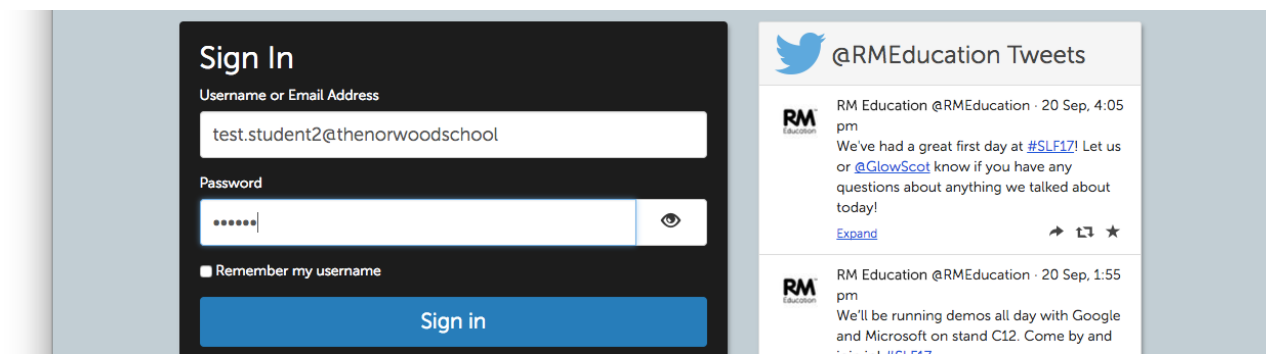 Sign In
Username or Email Address
test.student2@thenorwoodschool
Password
••••••
Remember my username
Sign in
@RMEducation Tweets
RM
Education
RM Education @RMEducation · 20 Sep, 4:05
pm
We've had a great first day at #SLF17! Let us
or @GlowScot know if you have any
questions about anything we talked about
today!
Expand
RM
Education
RM Education @RMEducation · 20 Sep, 1:55
pm
We'll be running demos all day with Google
and Microsoft on stand C12. Come by and
#SLF17